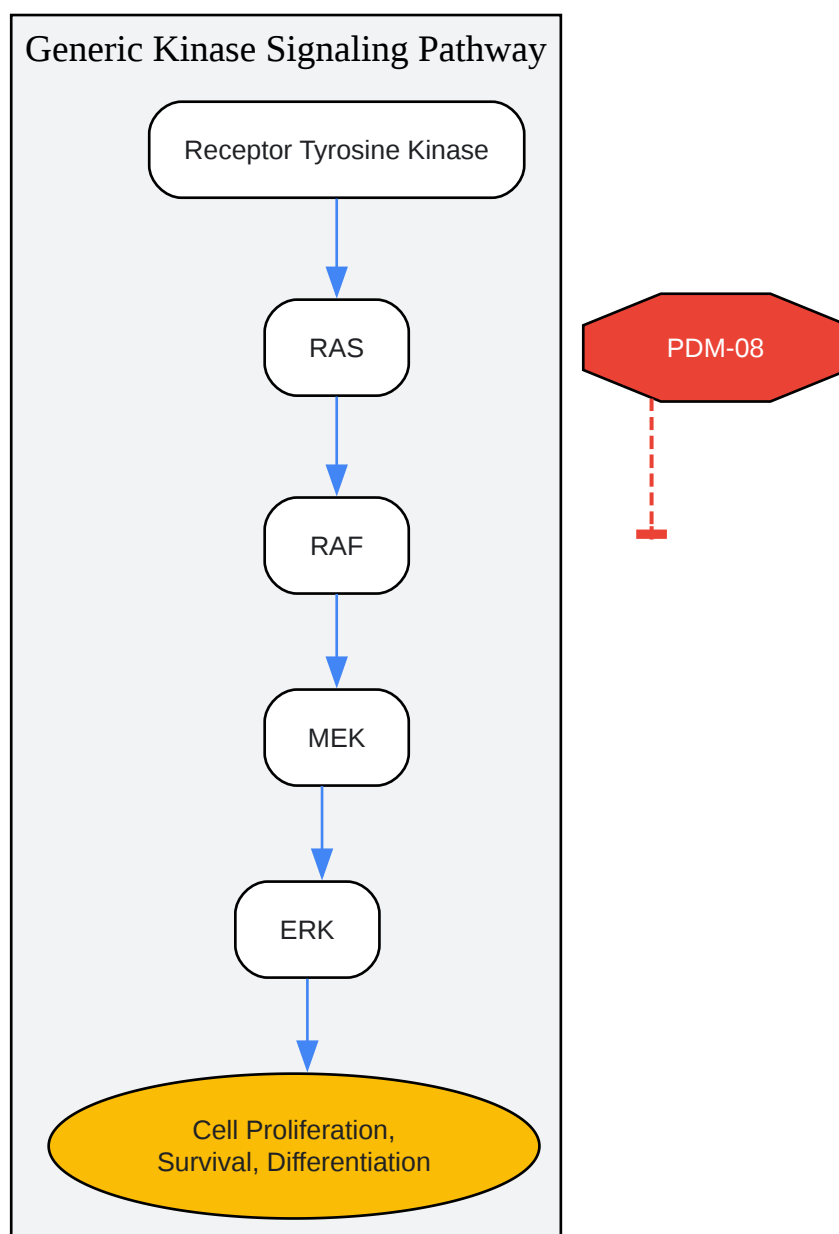 Generic Kinase Signaling Pathway
Receptor Tyrosine Kinase
RAS
PDM-08
RAF
MEK
ERK
Cell Proliferation,
Survival, Differentiation